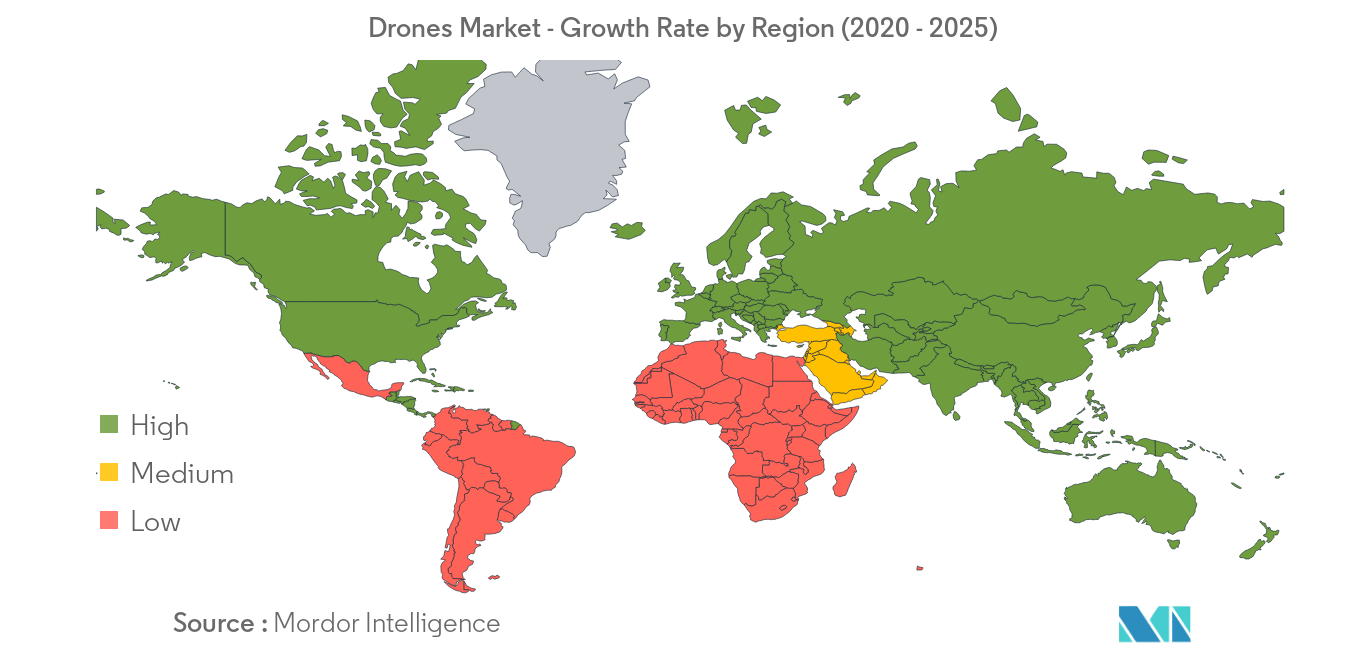 Drones Market - Growth Rate by Region (2020 - 2025)
High
Medium
Low
Source : Mordor Intelligence